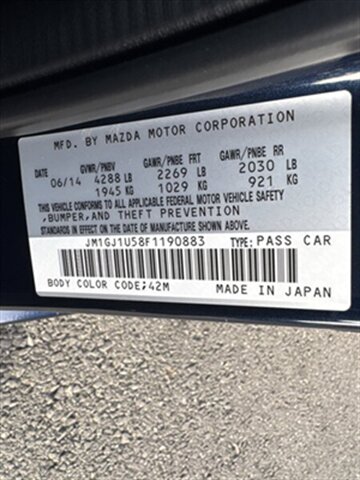 MFD. BY MAZDA MOTOR CORPORATION
DATE GVWR/PNBV GAWR/PNBE FRT GAWR/PNBE RR
06/14 4288 LB 2269 LB 2030 LB
1945 KG 1029 KG 921 KG
THIS VEHICLE CONFORMS TO ALL APPLICABLE FEDERAL MOTOR VEHICLE SAFETY
,BUMPER,AND THEFT PREVENTION
STANDARDS IN EFFECT ON THE DATE OF MANUFACTURE SHOWN ABOVE.
JM1GJ1U58F1190883 TYPE: PASS CAR
BODY COLOR CODE;42M MADE IN JAPAN